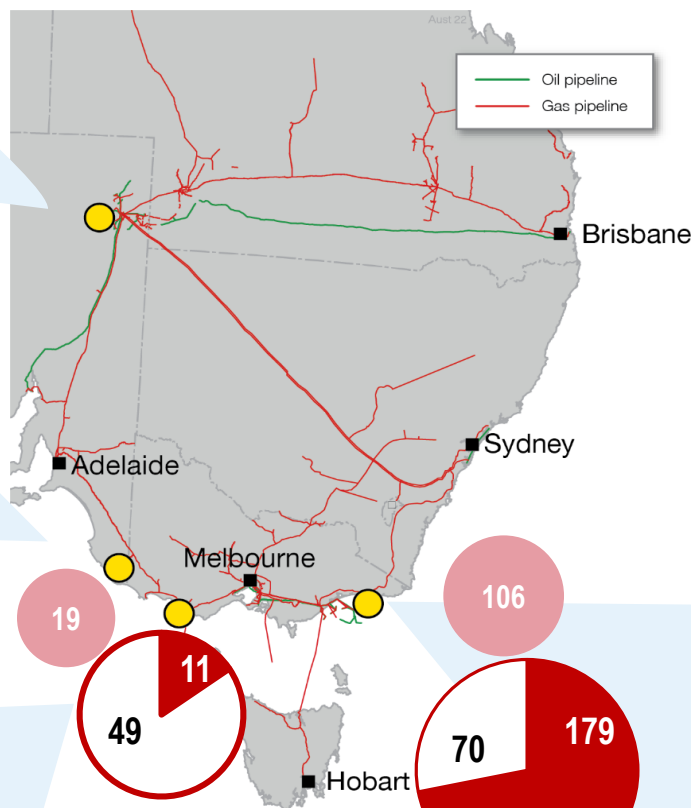 Aust 22
Oil pipeline
Gas pipeline
Brisbane
Sydney
Adelaide
Melbourne
19
106
11
49
179
70
Hobart